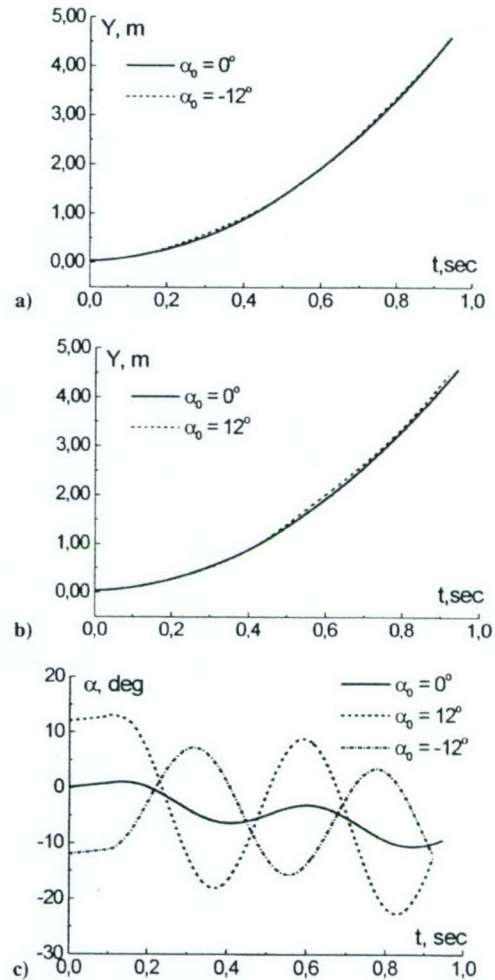 5,00 Y, m
4,00 α₀ = 0°
3,00 α₀ = -12°
2,00
1,00
0,00 t,sec
0,0 0,2 0,4 0,6 0,8 1,0
a)
5,00 Y, m
4,00 α₀ = 0°
3,00 α₀ = 12°
2,00
1,00
0,00 t,sec
0,0 0,2 0,4 0,6 0,8 1,0
b)
20 α, deg α₀ = 0°
10 α₀ = 12°
0 α₀ = -12°
-10
-20
-30 t, sec
0,0 0,2 0,4 0,6 0,8 1,0
c)